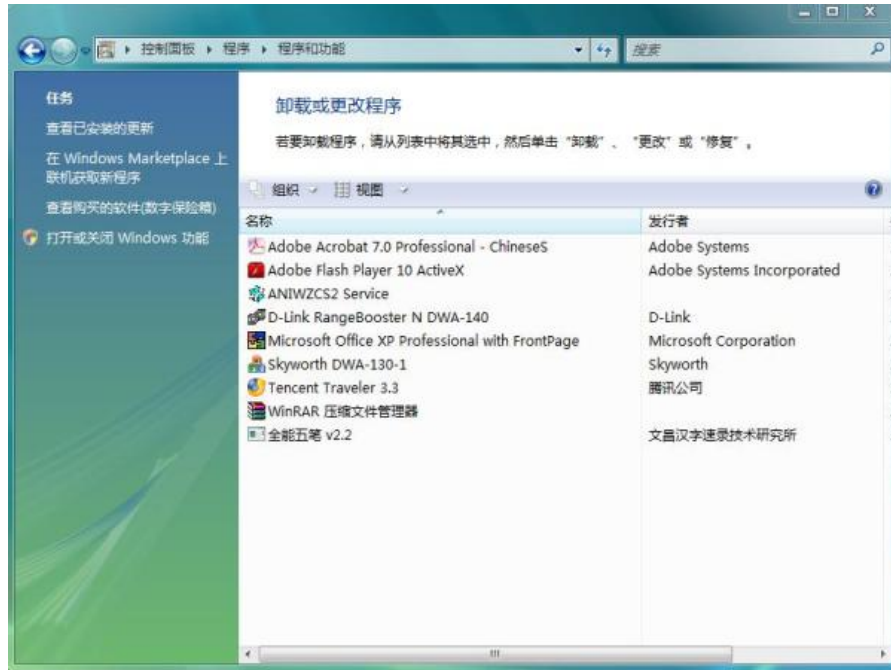 控制面板 ▸ 程序 ▸ 程序和功能
搜索
任务
查看已安装的更新
在 Windows Marketplace 上
联机获取新程序
查看购买的软件(数字保险箱)
打开或关闭 Windows 功能
卸载或更改程序
若要卸载程序，请从列表中将其选中，然后单击“卸载”、“更改”或“修复”。
组织 视图
名称 发行者
Adobe Acrobat 7.0 Professional - ChineseS Adobe Systems
Adobe Flash Player 10 ActiveX Adobe Systems Incorporated
ANIWZCS2 Service
D-Link RangeBooster N DWA-140 D-Link
Microsoft Office XP Professional with FrontPage Microsoft Corporation
Skyworth DWA-130-1 Skyworth
Tencent Traveler 3.3 腾讯公司
WinRAR 压缩文件管理器
全能五笔 v2.2 文昌汉字速录技术研究所